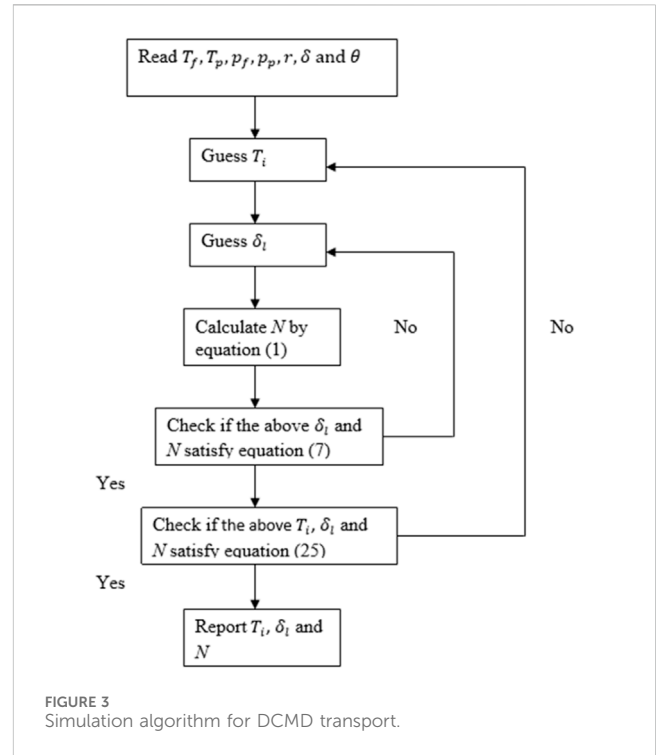 Read T_f, T_p, p_f, p_p, r, δ and θ
Guess T_i
Guess δ_l
Calculate N by
equation (1)
No
No
Check if the above δ_l and
N satisfy equation (7)
Yes
Check if the above T_i, δ_l and
N satisfy equation (25)
Yes
Report T_i, δ_l and
N
FIGURE 3
Simulation algorithm for DCMD transport.